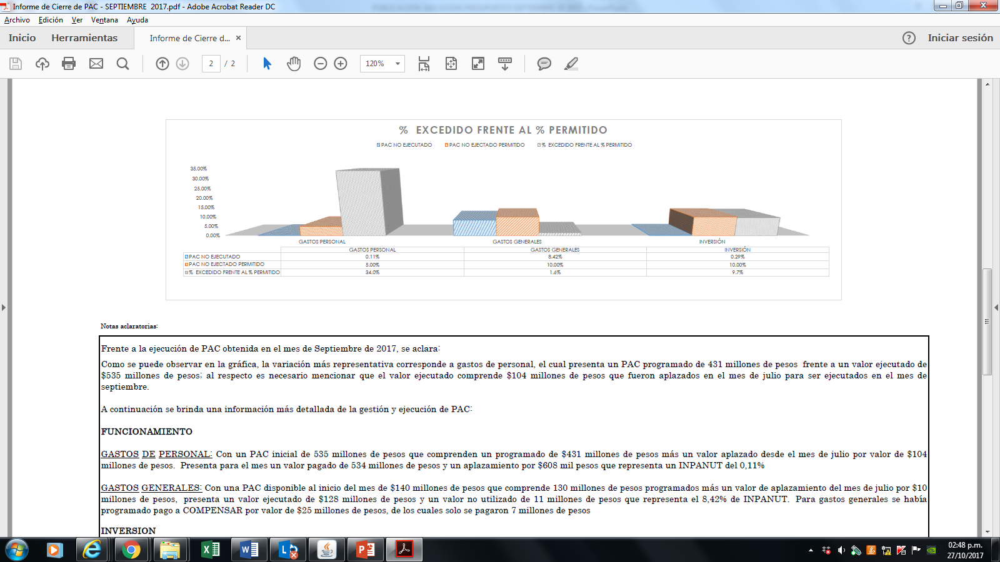 Informe de Cierre de PAC - SEPTIEMBRE  2017.pdf - Adobe Acrobat Reader DC
Archivo Edición Ver Ventana Ayuda
Inicio Herramientas Informe de Cierre d... × ? Iniciar sesión
2 / 2 120%
% EXCEDIDO FRENTE AL % PERMITIDO
PAC NO EJECUTADO PAC NO EJECTADO PERMITIDO % EXCEDIDO FRENTE AL % PERMITIDO
35.00%
30.00%
25.00%
20.00%
15.00%
10.00%
5.00%
0.00%
GASTOS PERSONAL GASTOS GENERALES INVERSIÓN
GASTOS PERSONAL GASTOS GENERALES INVERSIÓN
PAC NO EJECUTADO 0.11% 8.42% 0.29%
PAC NO EJECTADO PERMITIDO 5.00% 10.00% 10.00%
% EXCEDIDO FRENTE AL % PERMITIDO 34.0% 1.6% 9.7%
Notas aclaratorias:
Frente a la ejecución de PAC obtenida en el mes de Septiembre de 2017, se aclara:
Como se puede observar en la gráfica, la variación más representativa corresponde a gastos de personal, el cual presenta un PAC programado de 431 millones de pesos frente a un valor ejecutado de
$535 millones de pesos; al respecto es necesario mencionar que el valor ejecutado comprende $104 millones de pesos que fueron aplazados en el mes de julio para ser ejecutados en el mes de
septiembre.
A continuación se brinda una información más detallada de la gestión y ejecución de PAC:
FUNCIONAMIENTO
GASTOS DE PERSONAL: Con un PAC inicial de 535 millones de pesos que comprenden un programado de $431 millones de pesos más un valor aplazado desde el mes de julio por valor de $104
millones de pesos. Presenta para el mes un valor pagado de 534 millones de pesos y un aplazamiento por $608 mil pesos que representa un INPANUT del 0,11%
GASTOS GENERALES: Con una PAC disponible al inicio del mes de $140 millones de pesos que comprende 130 millones de pesos programados más un valor de aplazamiento del mes de julio por $10
millones de pesos, presenta un valor ejecutado de $128 millones de pesos y un valor no utilizado de 11 millones de pesos que representa el 8,42% de INPANUT. Para gastos generales se había
programado pago a COMPENSAR por valor de $25 millones de pesos, de los cuales solo se pagaron 7 millones de pesos
INVERSION
02:48 p.m.
27/10/2017